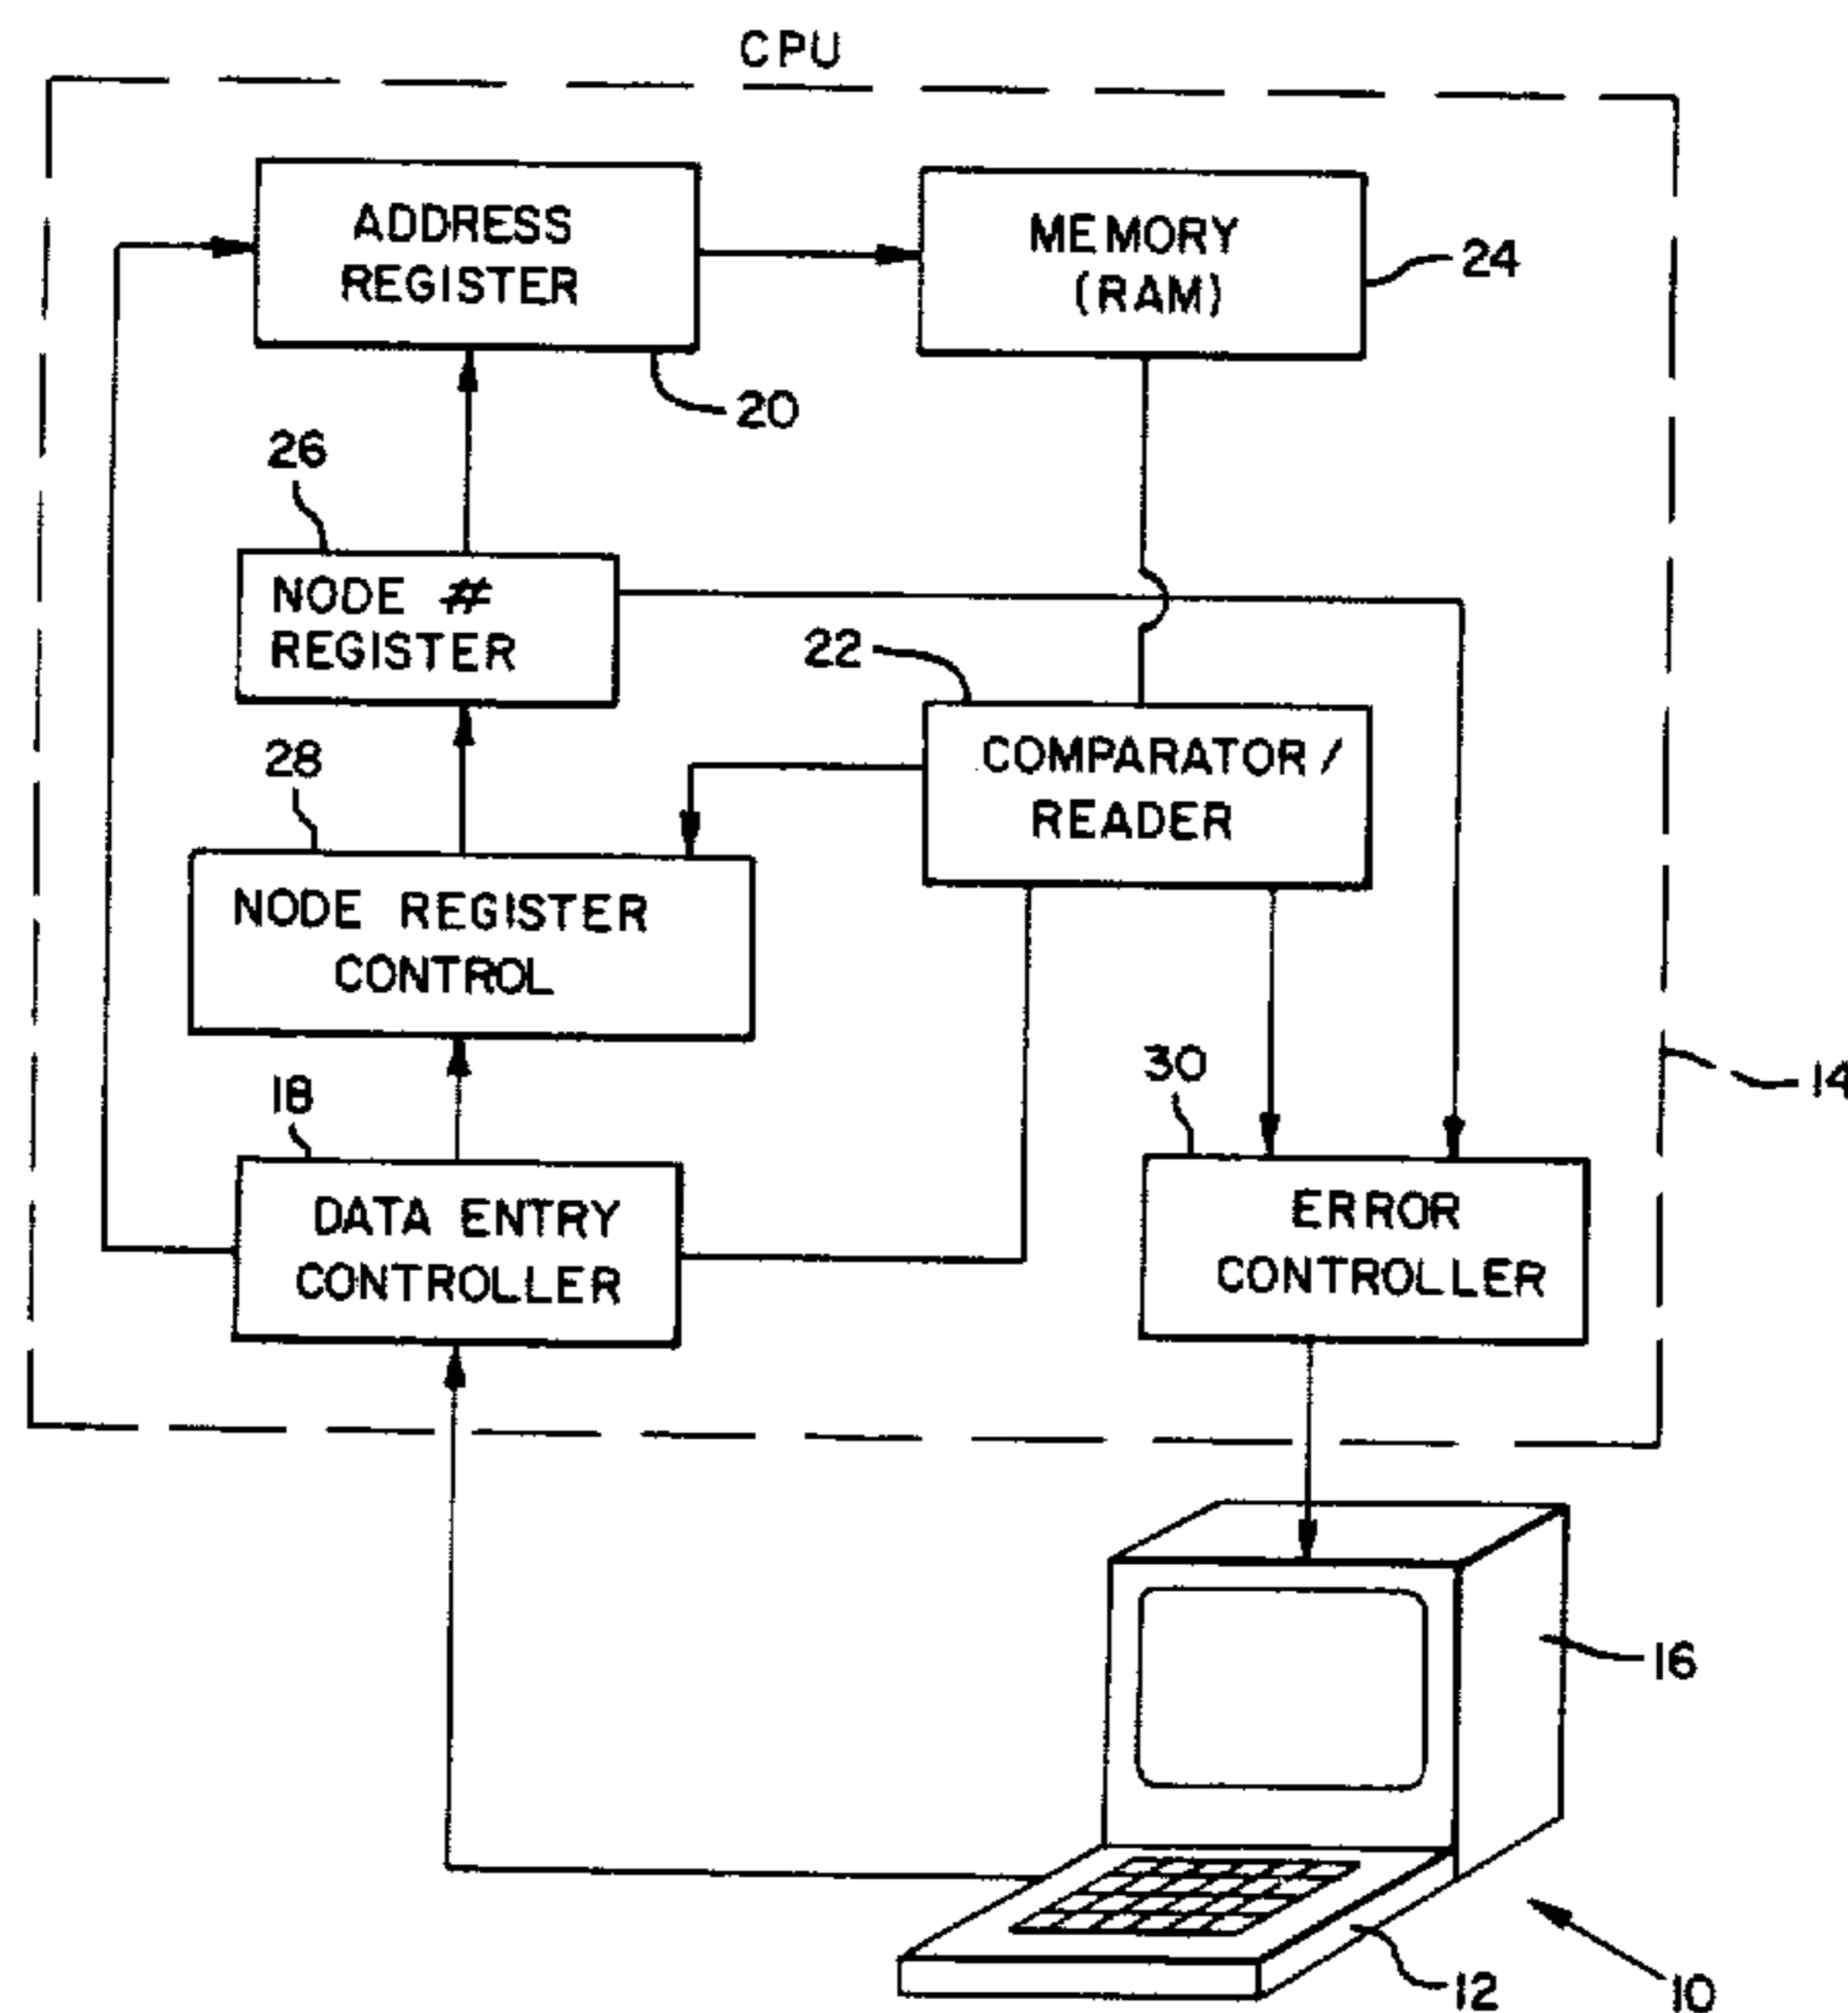 CPU
ADDRESS
REGISTER
MEMORY
(RAM)
24
20
26
NODE #
REGISTER
22
COMPARATOR/
READER
28
NODE REGISTER
CONTROL
30
14
18
DATA ENTRY
CONTROLLER
ERROR
CONTROLLER
16
12
10